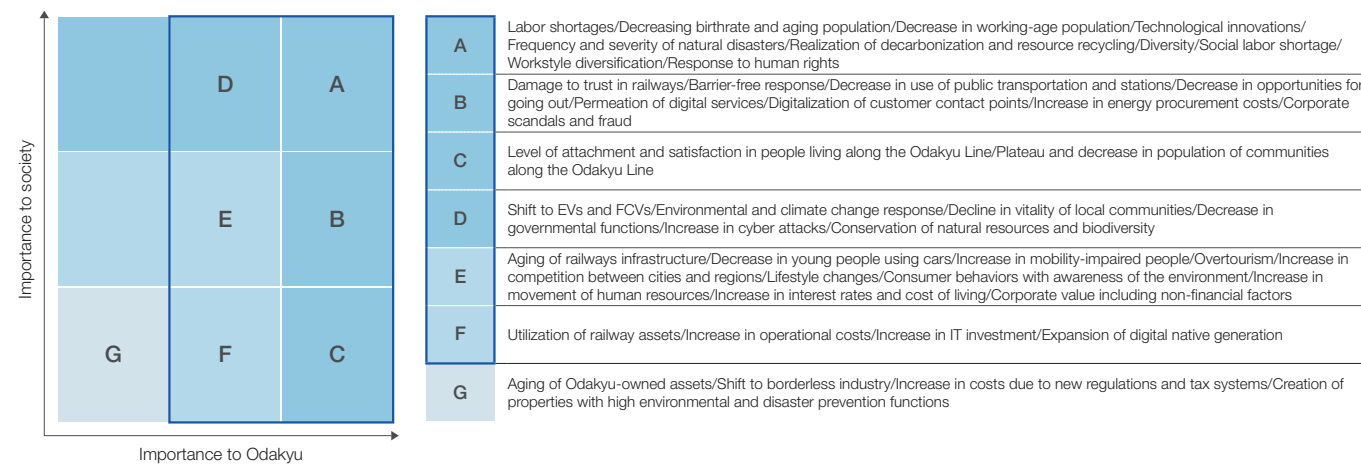 Importance to society
D
A
E
B
G
F
C
Importance to Odakyu
A
Labor shortages/Decreasing birthrate and aging population/Decrease in working-age population/Technological innovations/
Frequency and severity of natural disasters/Realization of decarbonization and resource recycling/Diversity/Social labor shortage/
Workstyle diversification/Response to human rights
B
Damage to trust in railways/Barrier-free response/Decrease in use of public transportation and stations/Decrease in opportunities for
going out/Permeation of digital services/Digitalization of customer contact points/Increase in energy procurement costs/Corporate
scandals and fraud
C
Level of attachment and satisfaction in people living along the Odakyu Line/Plateau and decrease in population of communities
along the Odakyu Line
D
Shift to EVs and FCVs/Environmental and climate change response/Decline in vitality of local communities/Decrease in
governmental functions/Increase in cyber attacks/Conservation of natural resources and biodiversity
E
Aging of railways infrastructure/Decrease in young people using cars/Increase in mobility-impaired people/Overtourism/Increase in
competition between cities and regions/Lifestyle changes/Consumer behaviors with awareness of the environment/Increase in
movement of human resources/Increase in interest rates and cost of living/Corporate value including non-financial factors
F
Utilization of railway assets/Increase in operational costs/Increase in IT investment/Expansion of digital native generation
G
Aging of Odakyu-owned assets/Shift to borderless industry/Increase in costs due to new regulations and tax systems/Creation of
properties with high environmental and disaster prevention functions